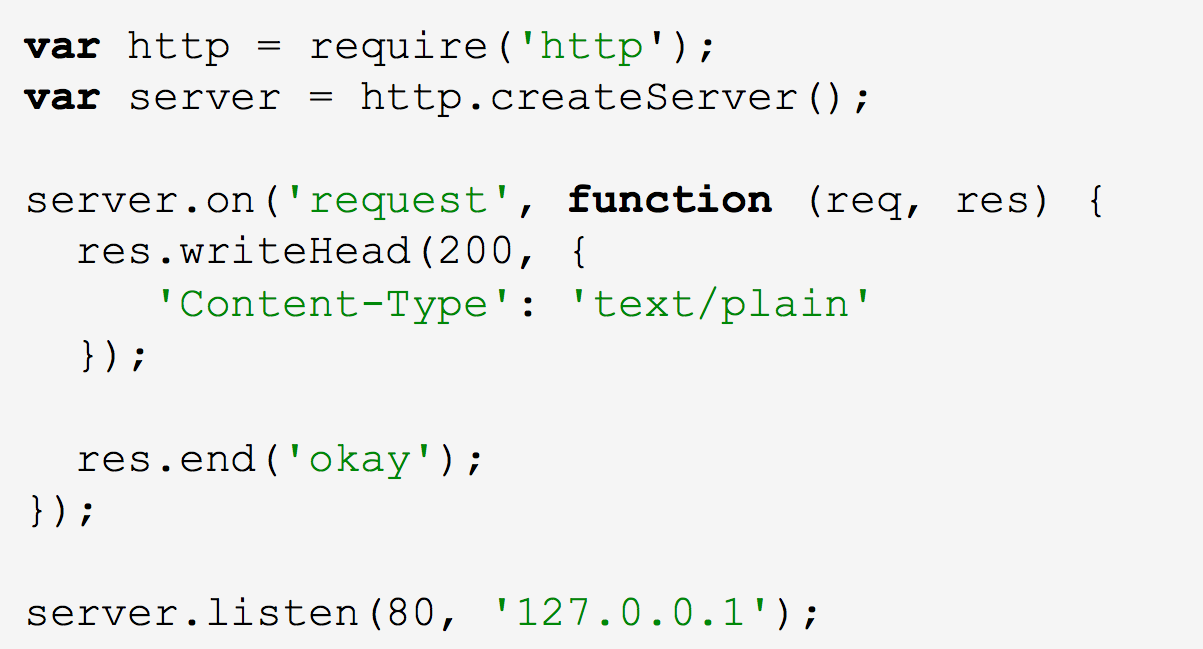 var http = require('http');
var server = http.createServer();
server.on('request', function (req, res) {
res.writeHead(200, {
'Content-Type': 'text/plain'
});
res.end('okay');
});
server.listen(80, '127.0.0.1');